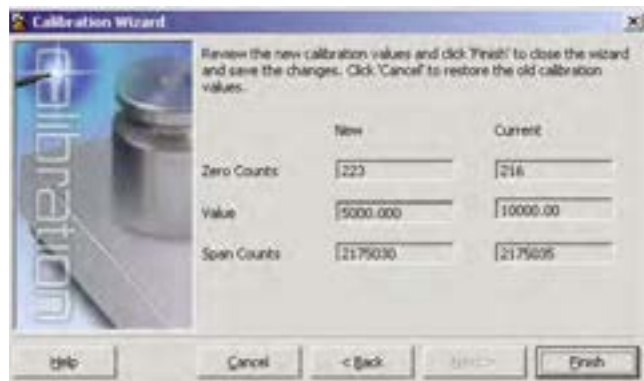 Calibration Wizard
Review the new calibration values and click 'Finish' to close the wizard
and save the changes. Click 'Cancel' to restore the old calibration
values.
New Current
Zero Counts 223 216
Value 5000.000 10000.00
Span Counts 2175030 2175035
calibration
Help Cancel < Back Next > Finish